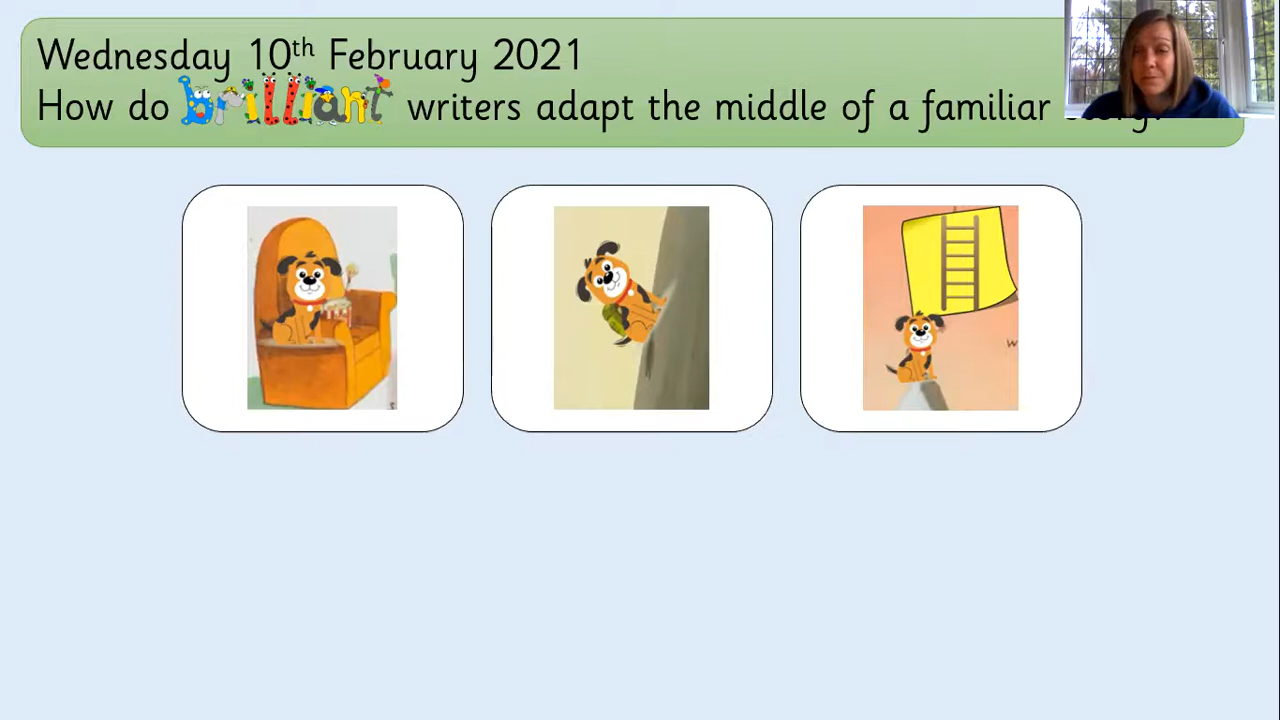 Wednesday 10th February 2021
How do brilliant writers adapt the middle of a familiar
w